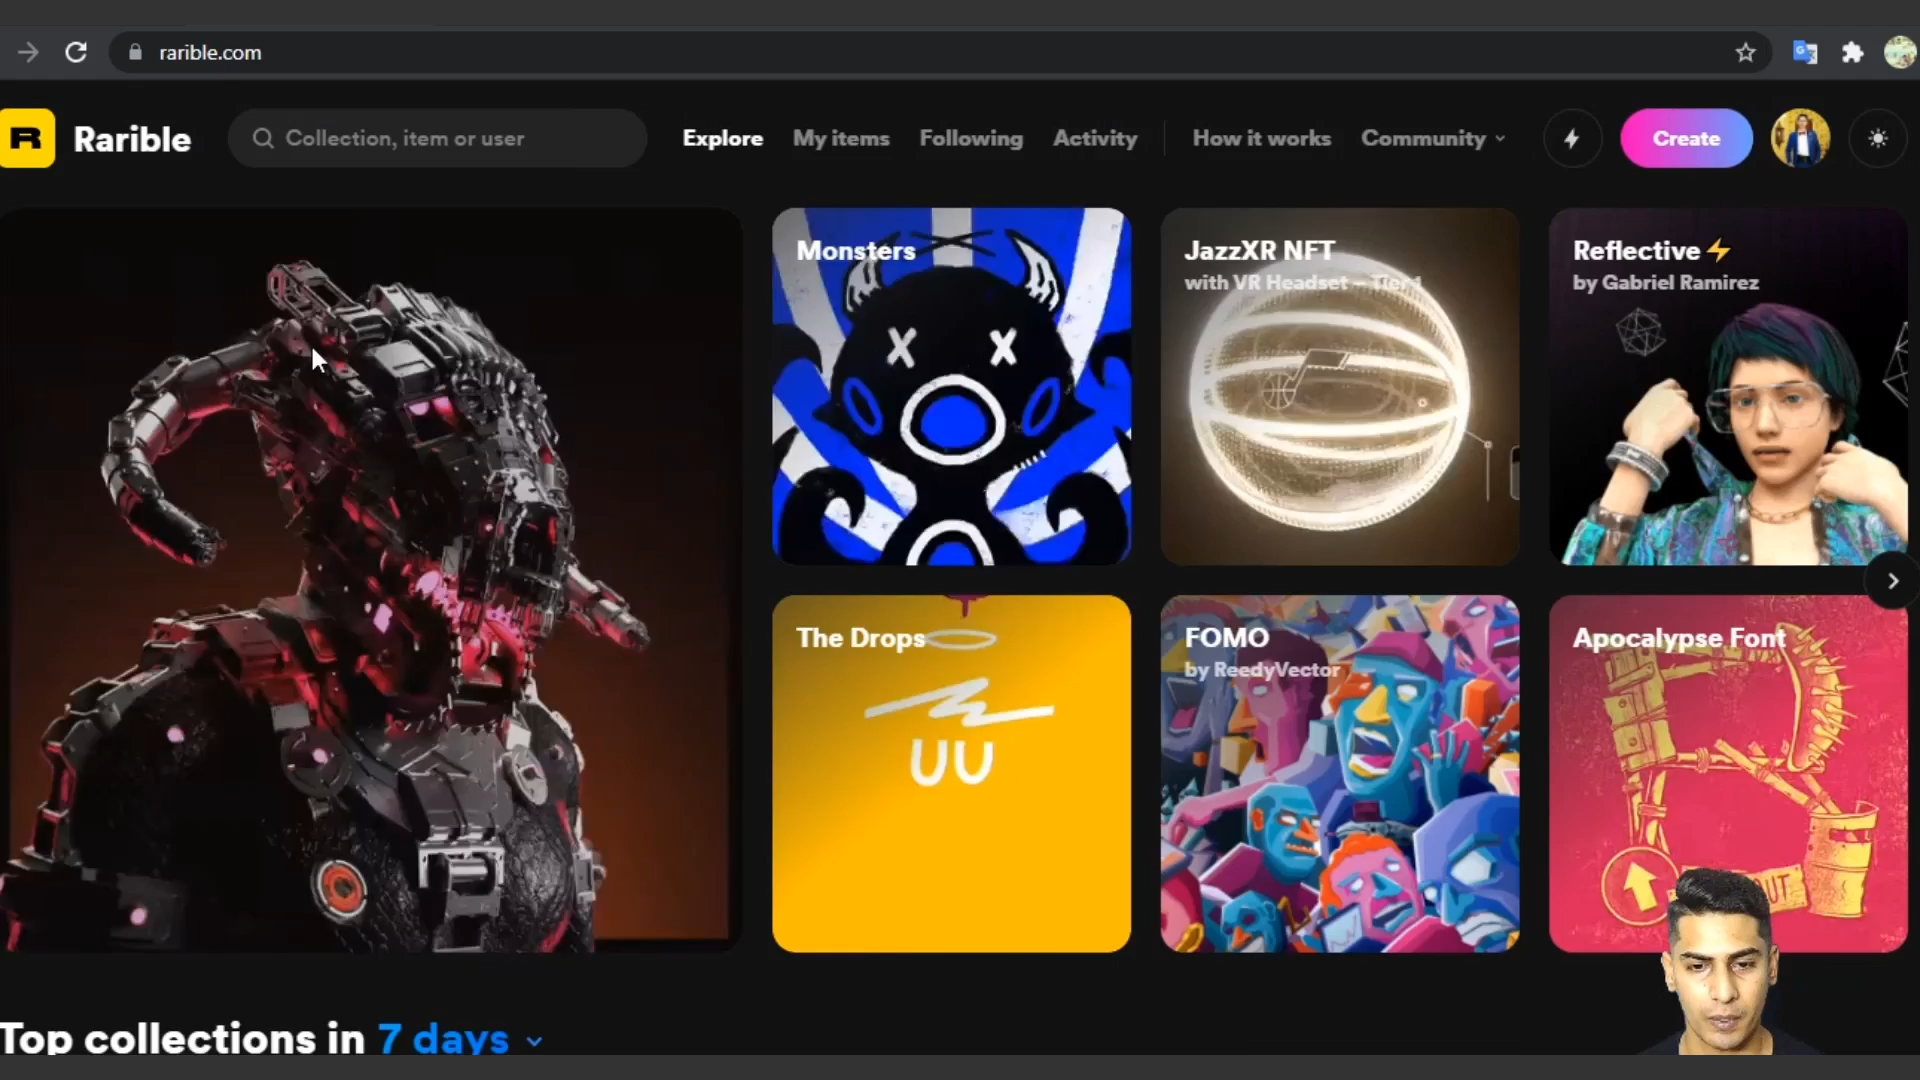 rarible.com
R
Rarible
Collection, item or user
Explore
My items
Following
Activity
How it works
Community
Create
Monsters
JazzXR NFT
with VR Headset – Tier 1
Reflective⚡
by Gabriel Ramirez
The Drops
FOMO
by ReedyVector
Apocalypse Font
Top collections in 7 days